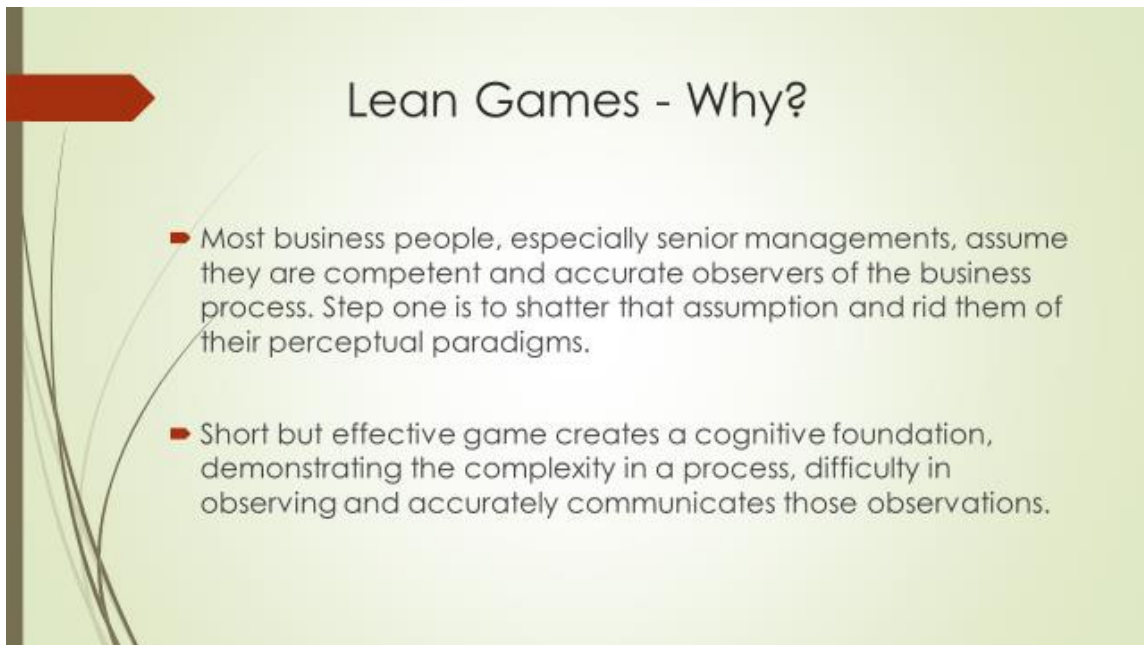 Lean Games - Why?
Most business people, especially senior managements, assume
they are competent and accurate observers of the business
process. Step one is to shatter that assumption and rid them of
their perceptual paradigms.
Short but effective game creates a cognitive foundation,
demonstrating the complexity in a process, difficulty in
observing and accurately communicates those observations.